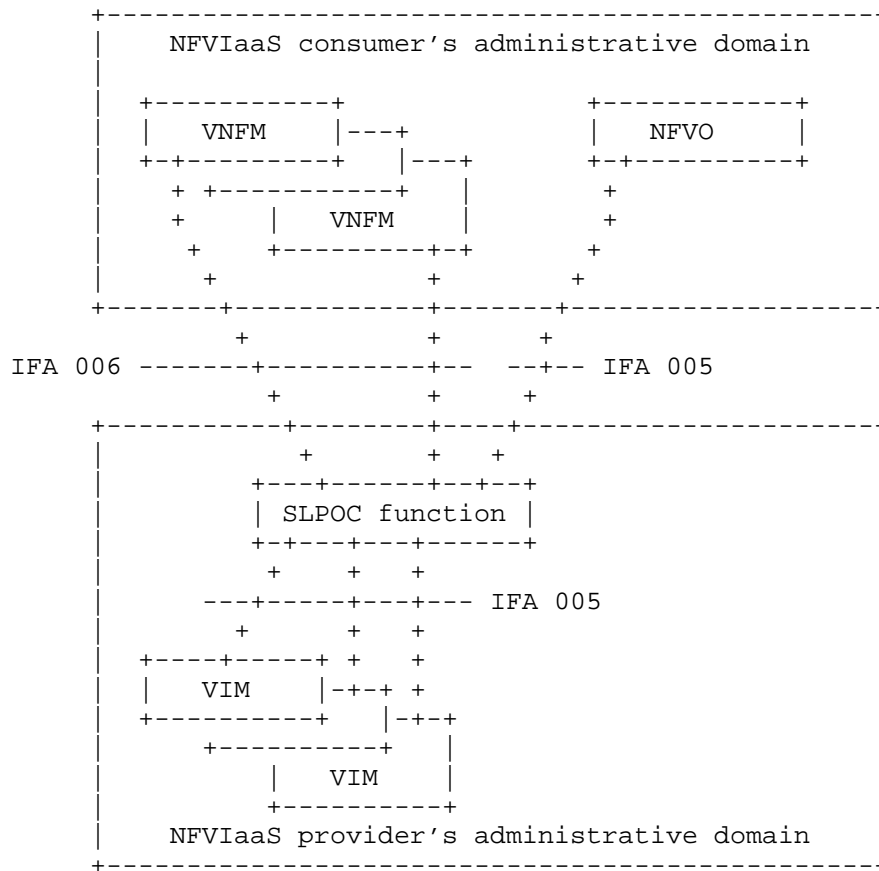 NFVIaaS consumer's administrative domain
VNFM
NFVO
VNFM
IFA 006
IFA 005
SLPOC function
IFA 005
VIM
VIM
NFVIaaS provider's administrative domain